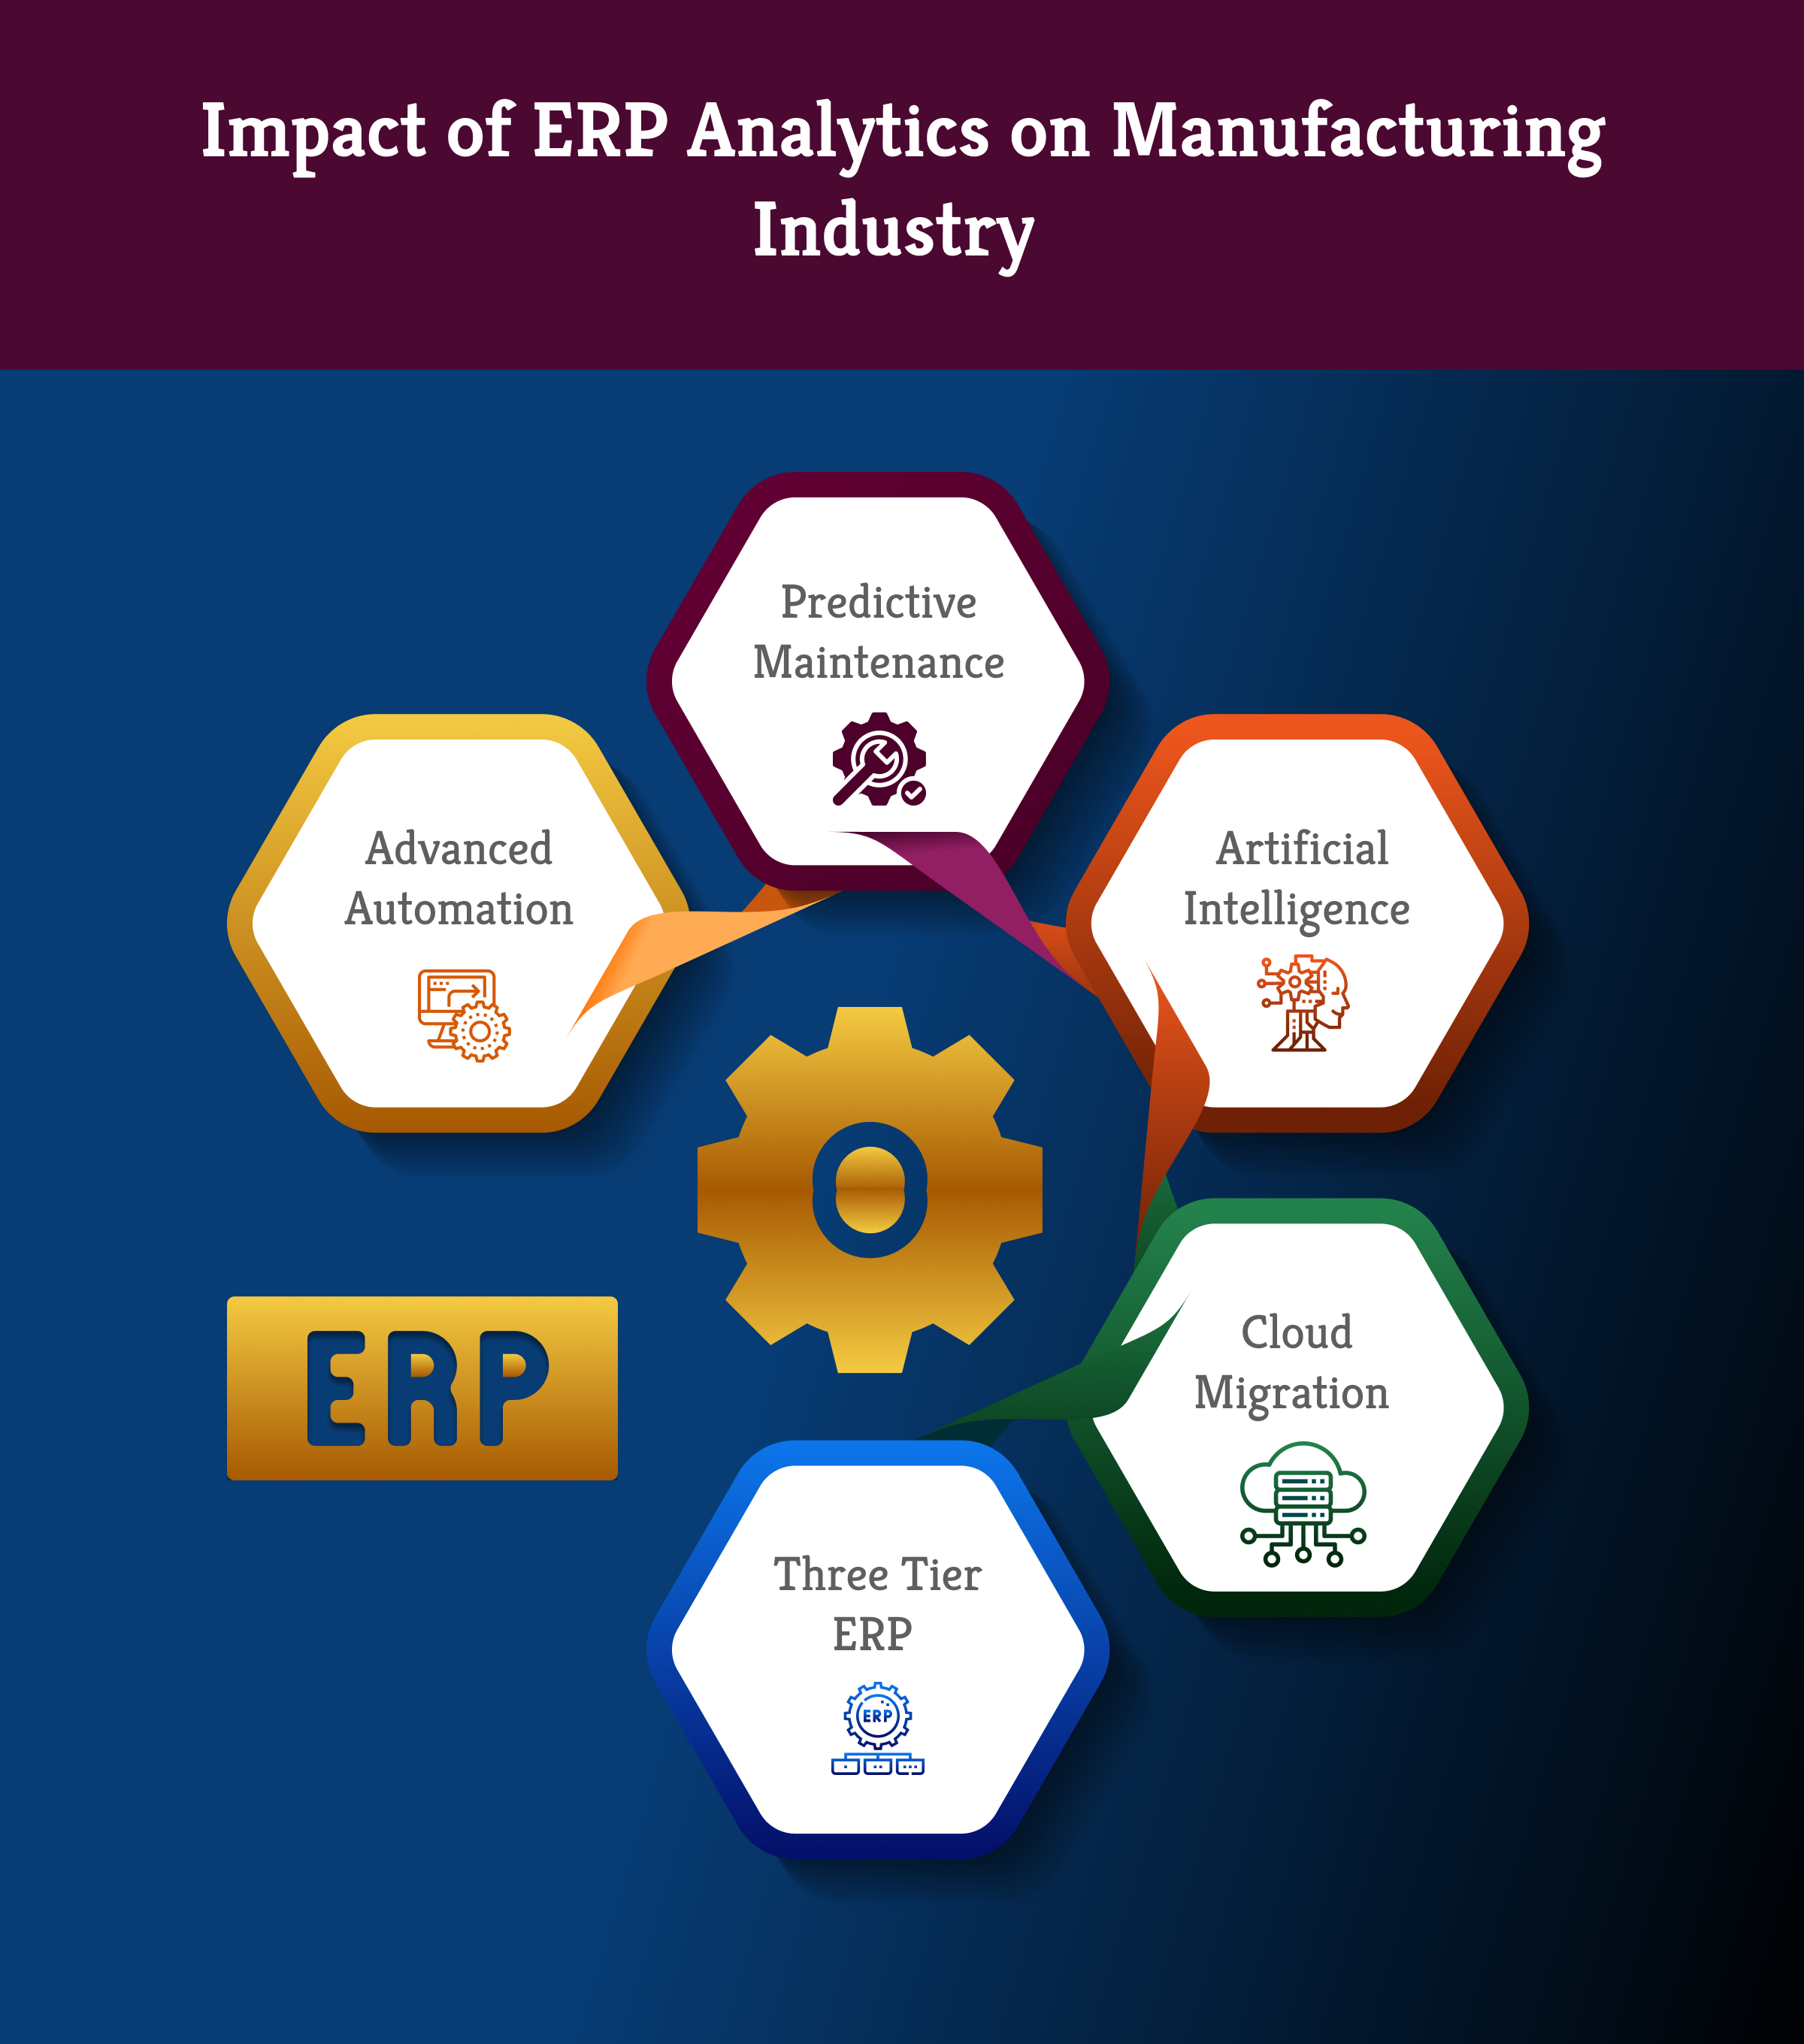 Impact of ERP Analytics on Manufacturing
Industry
Predictive
Maintenance
Advanced
Automation
Artificial
Intelligence
ERP
Cloud
Migration
Three Tier
ERP
ERP